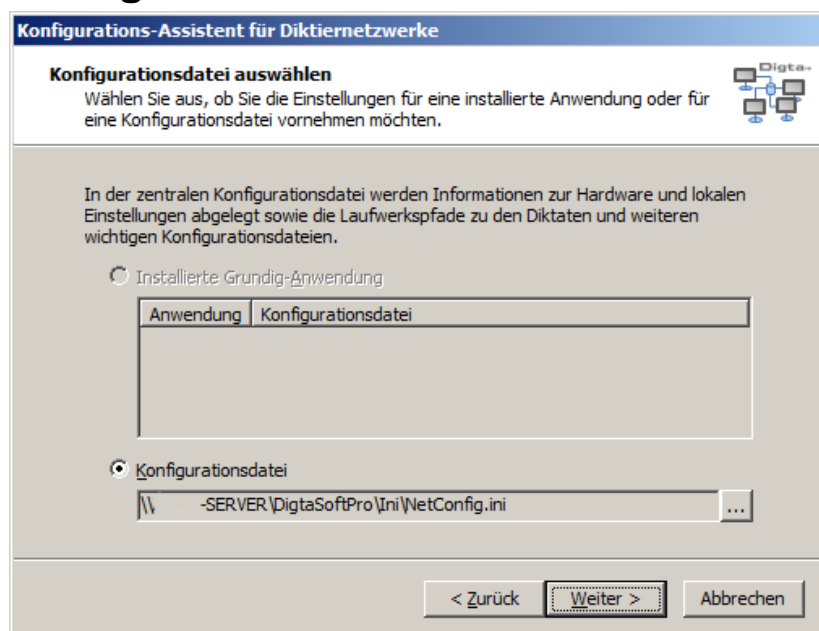 Konfigurations-Assistent für Diktiernetzwerke
Konfigurationsdatei auswählen
Digta
Wählen Sie aus, ob Sie die Einstellungen für eine installierte Anwendung oder für
eine Konfigurationsdatei vornehmen möchten.
In der zentralen Konfigurationsdatei werden Informationen zur Hardware und lokalen
Einstellungen abgelegt sowie die Laufwerkspfade zu den Diktaten und weiteren
wichtigen Konfigurationsdateien.
Installierte Grundig-Anwendung
Anwendung Konfigurationsdatei
Konfigurationsdatei
\\ -SERVER\DigtaSoftPro\Ini\NetConfig.ini ...
< Zurück Weiter > Abbrechen